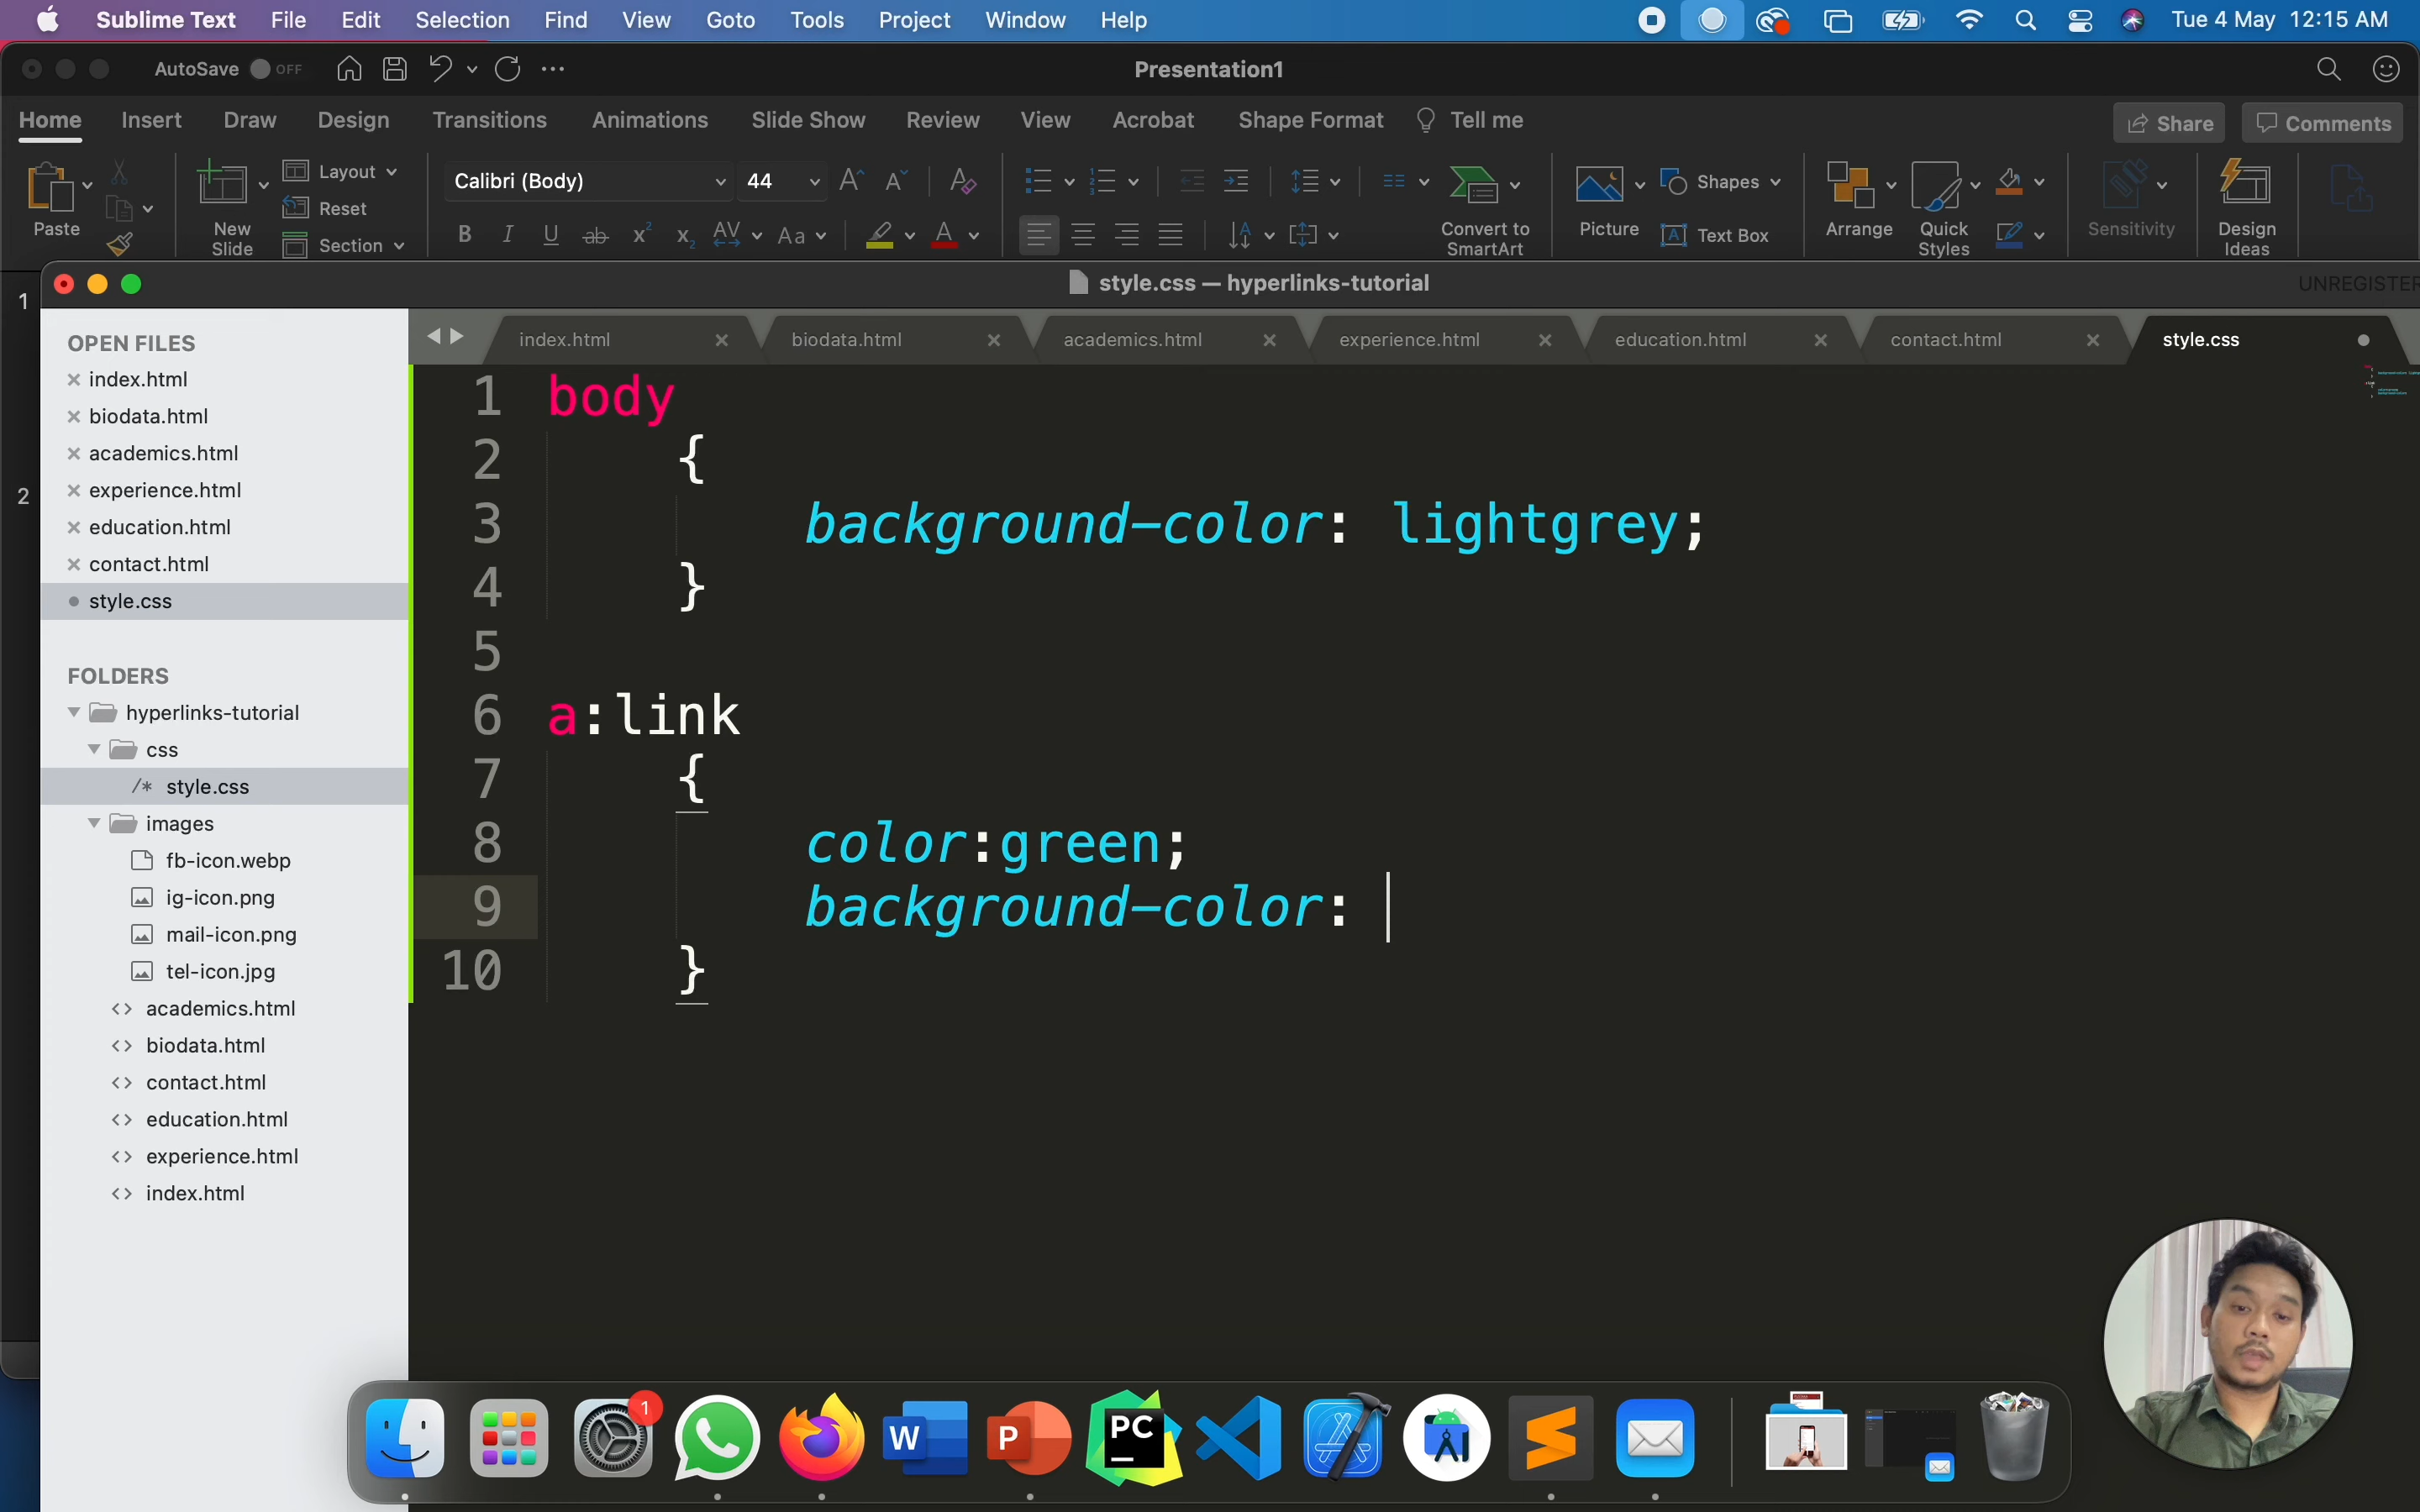 Sublime Text File Edit Selection Find View Goto Tools Project Window Help Tue 4 May 12:15 AM
AutoSave OFF Presentation1
Home Insert Draw Design Transitions Animations Slide Show Review View Acrobat Shape Format Tell me Share Comments
Paste New Slide Layout Reset Section Calibri (Body) 44 Convert to SmartArt Picture Shapes Text Box Arrange Quick Styles Sensitivity Design Ideas
1
2
style.css — hyperlinks-tutorial
OPEN FILES
index.html
biodata.html
academics.html
experience.html
education.html
contact.html
style.css
FOLDERS
hyperlinks-tutorial
css
/* style.css
images
fb-icon.webp
ig-icon.png
mail-icon.png
tel-icon.jpg
<> academics.html
<> biodata.html
<> contact.html
<> education.html
<> experience.html
<> index.html
index.html biodata.html academics.html experience.html education.html contact.html style.css
1 body
2 {
3 background-color: lightgrey;
4 }
5
6 a:link
7 {
8 color:green;
9 background-color:
10 }
1
W
P
PC